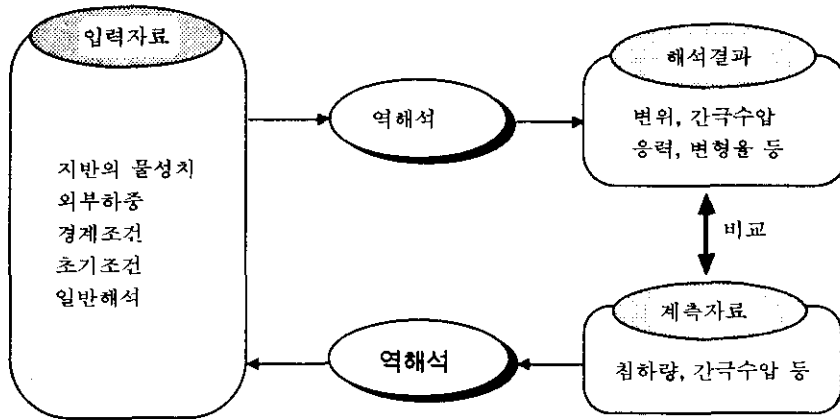 입력자료
지반의 물성치
외부하중
경계조건
초기조건
일반해석
역해석
해석결과
변위, 간극수압
응력, 변형율 등
비교
계측자료
침하량, 간극수압 등
역해석